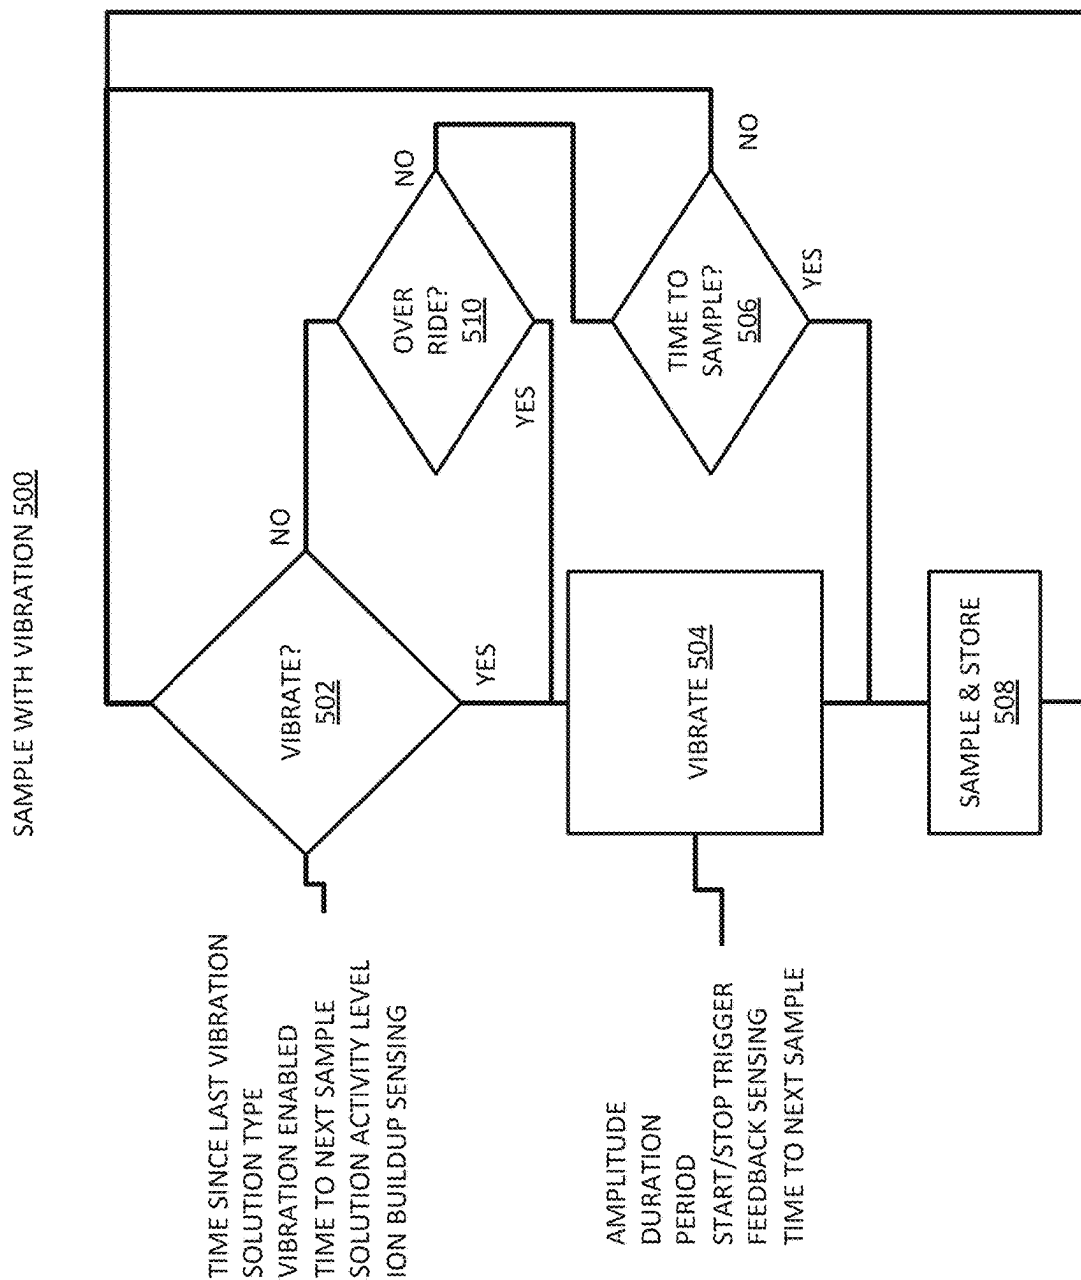 SAMPLE WITH VIBRATION 500
TIME SINCE LAST VIBRATION
SOLUTION TYPE
VIBRATION ENABLED
TIME TO NEXT SAMPLE
SOLUTION ACTIVITY LEVEL
ION BUILDUP SENSING
VIBRATE?
502
NO
YES
OVER
RIDE?
510
NO
YES
AMPLITUDE
DURATION
PERIOD
START/STOP TRIGGER
FEEDBACK SENSING
TIME TO NEXT SAMPLE
VIBRATE 504
TIME TO
SAMPLE?
506
NO
YES
SAMPLE & STORE
508